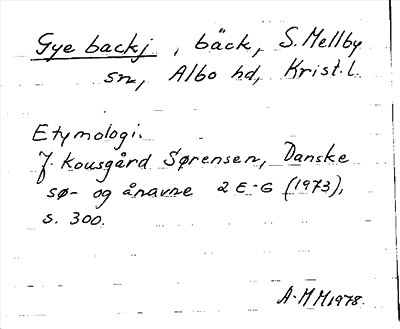 Gye backj, bäck, S. Mellby
sn, Albo hd, Krist. l.
Etymologi:
J. Kousgård Sørensen, Danske
sø- og ånavne 2 E-G (1973),
s. 300.
A-MM 1978.